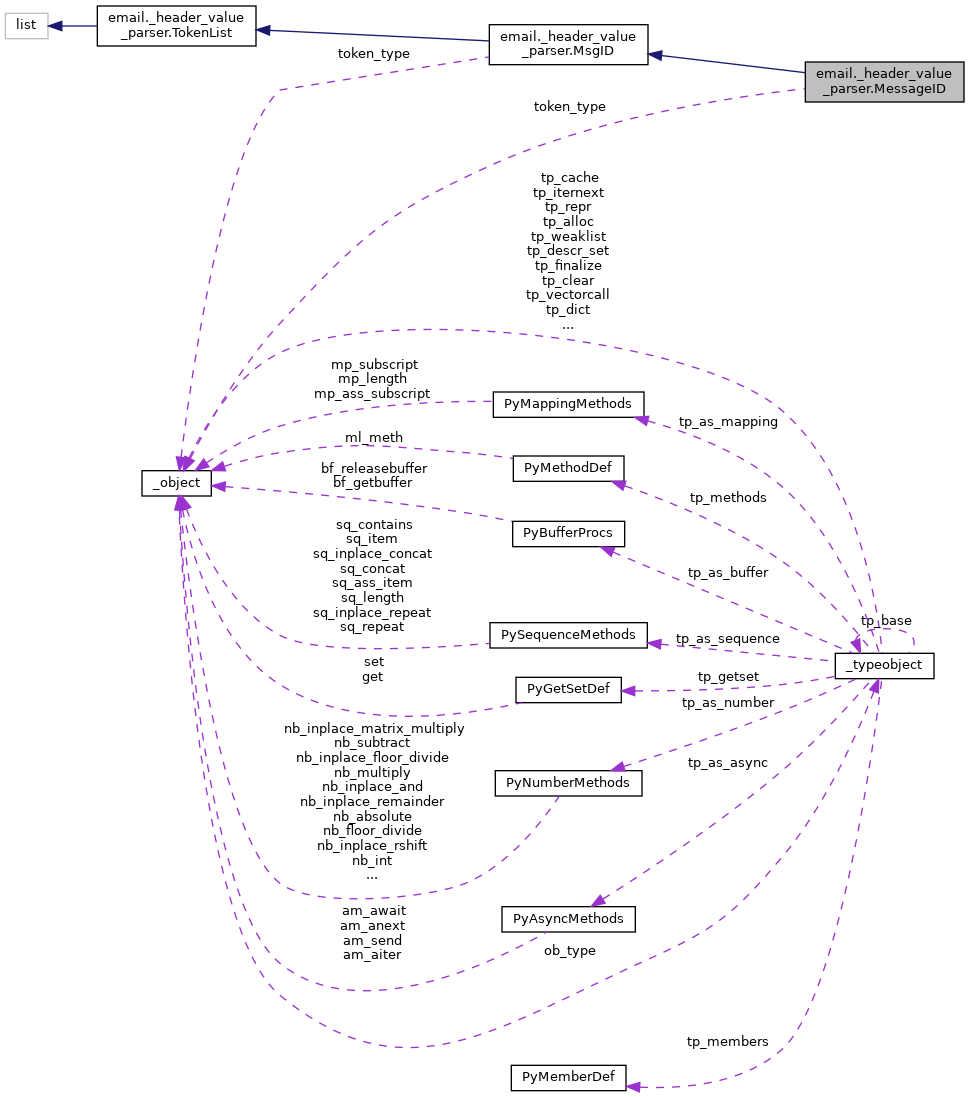 list
email._header_value
_parser.TokenList
email._header_value
_parser.MsgID
email._header_value
_parser.MessageID
token_type
token_type
tp_cache
tp_iternext
tp_repr
tp_alloc
tp_weaklist
tp_descr_set
tp_finalize
tp_clear
tp_vectorcall
tp_dict
...
mp_subscript
mp_length
mp_ass_subscript
PyMappingMethods
tp_as_mapping
ml_meth
PyMethodDef
tp_methods
_object
bf_releasebuffer
bf_getbuffer
PyBufferProcs
tp_as_buffer
sq_contains
sq_item
sq_inplace_concat
sq_concat
sq_ass_item
sq_length
sq_inplace_repeat
sq_repeat
PySequenceMethods
tp_as_sequence
tp_base
_typeobject
set
get
PyGetSetDef
tp_getset
tp_as_number
nb_inplace_matrix_multiply
nb_subtract
nb_inplace_floor_divide
nb_multiply
nb_inplace_and
nb_inplace_remainder
nb_absolute
nb_floor_divide
nb_inplace_rshift
nb_int
...
PyNumberMethods
tp_as_async
am_await
am_anext
am_send
am_aiter
PyAsyncMethods
ob_type
tp_members
PyMemberDef